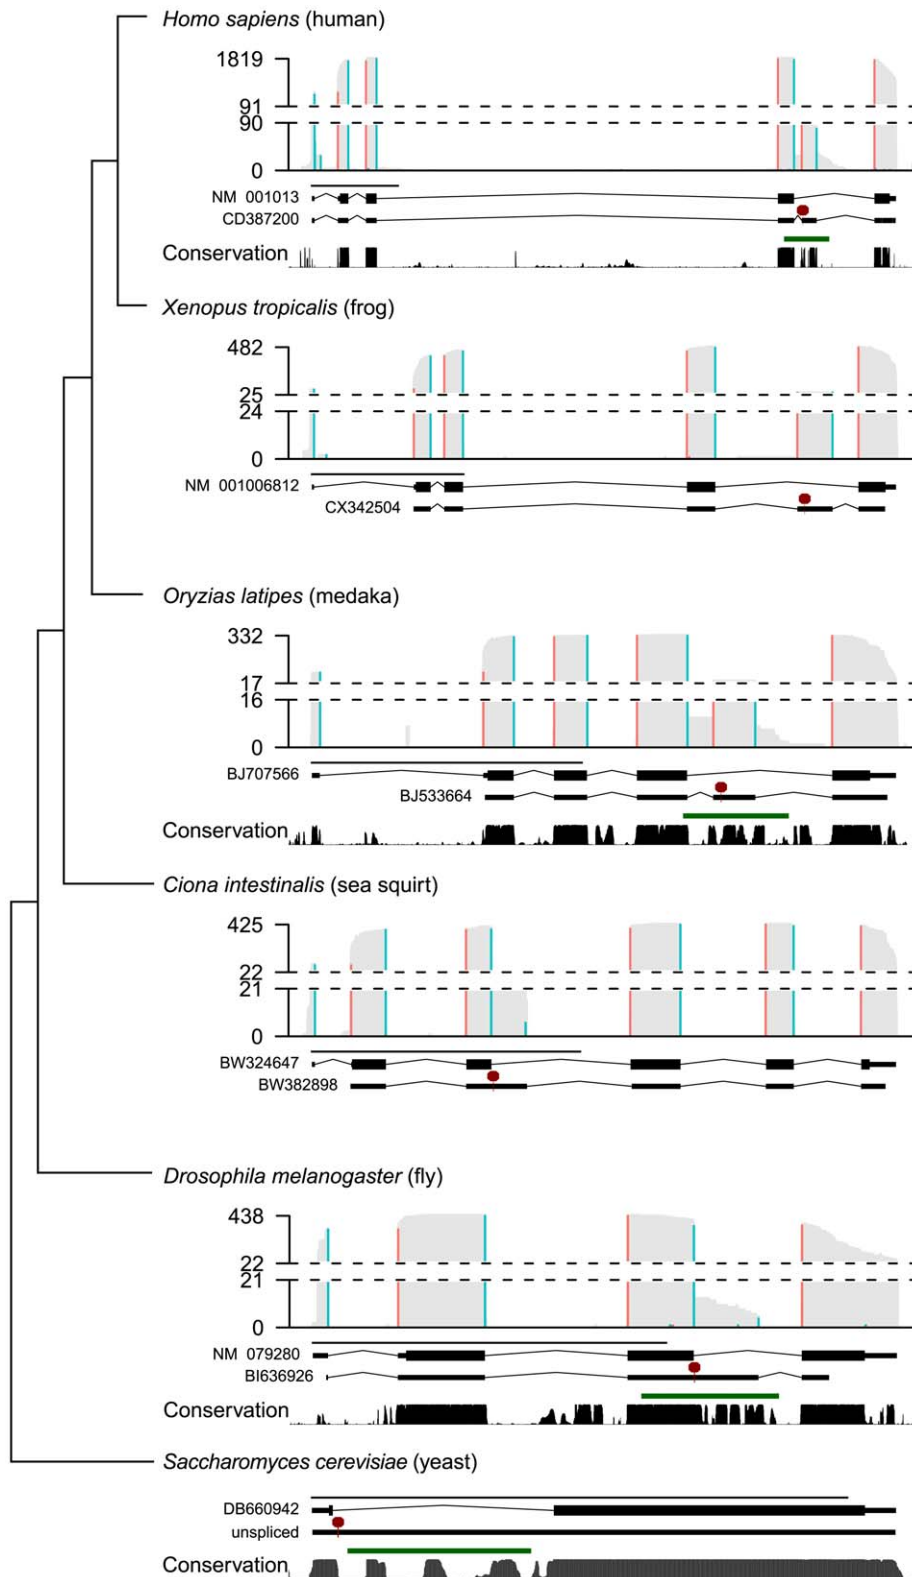 Homo sapiens (human)
1819
91
90
0
NM 001013
CD387200
Conservation
Xenopus tropicalis (frog)
482
25
24
0
NM 001006812
CX342504
Oryzias latipes (medaka)
332
17
16
0
BJ707566
BJ533664
Conservation
Ciona intestinalis (sea squirt)
425
22
21
0
BW324647
BW382898
Drosophila melanogaster (fly)
438
22
21
0
NM 079280
BI636926
Conservation
Saccharomyces cerevisiae (yeast)
DB660942
unspliced
Conservation